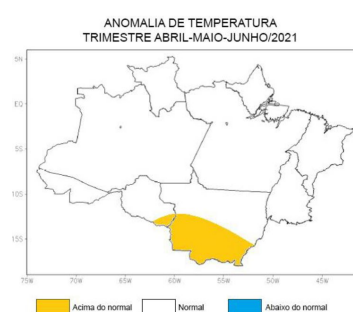 ANOMALIA DE TEMPERATURA
TRIMESTRE ABRIL-MAIO-JUNHO/2021
5N
EQ
5S
10S
15S
75W 70W 65W 60W 55W 50W 45W
Acima do normal Normal Abaixo do normal